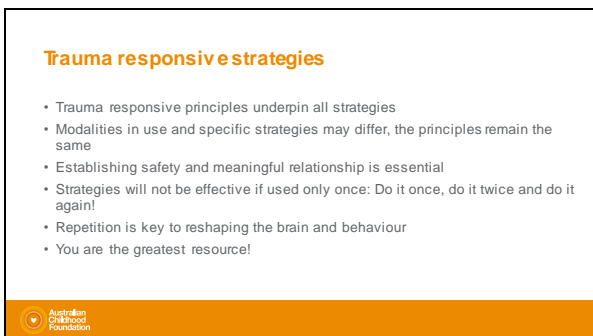 Trauma responsive strategies
• Trauma responsive principles underpin all strategies
• Modalities in use and specific strategies may differ, the principles remain the
same
• Establishing safety and meaningful relationship is essential
• Strategies will not be effective if used only once: Do it once, do it twice and do it
again!
• Repetition is key to reshaping the brain and behaviour
• You are the greatest resource!
Australian
Childhood
Foundation